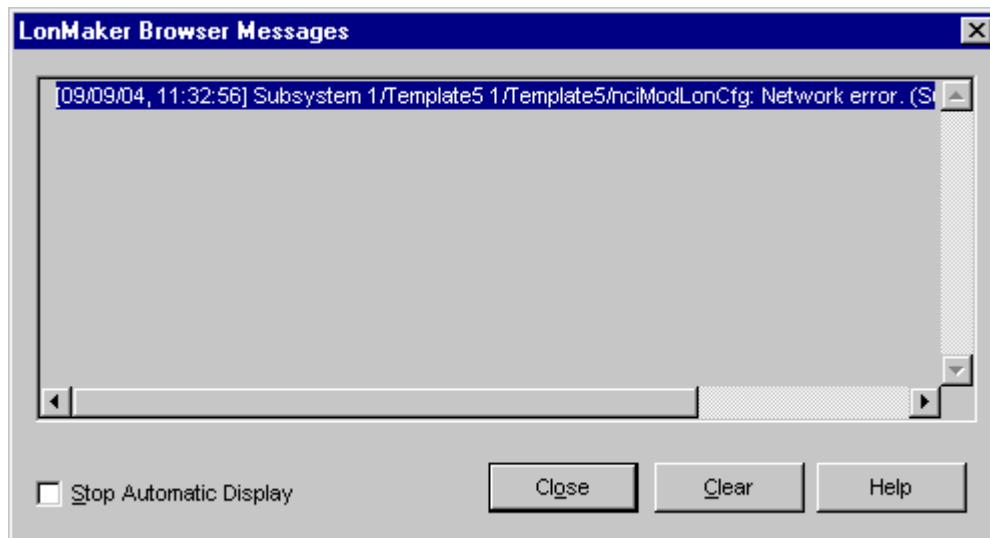 LonMaker Browser Messages
[09/09/04, 11:32:56] Subsystem 1/Template5 1/Template5/nciModLonCfg: Network error. (S
Stop Automatic Display
Close
Clear
Help